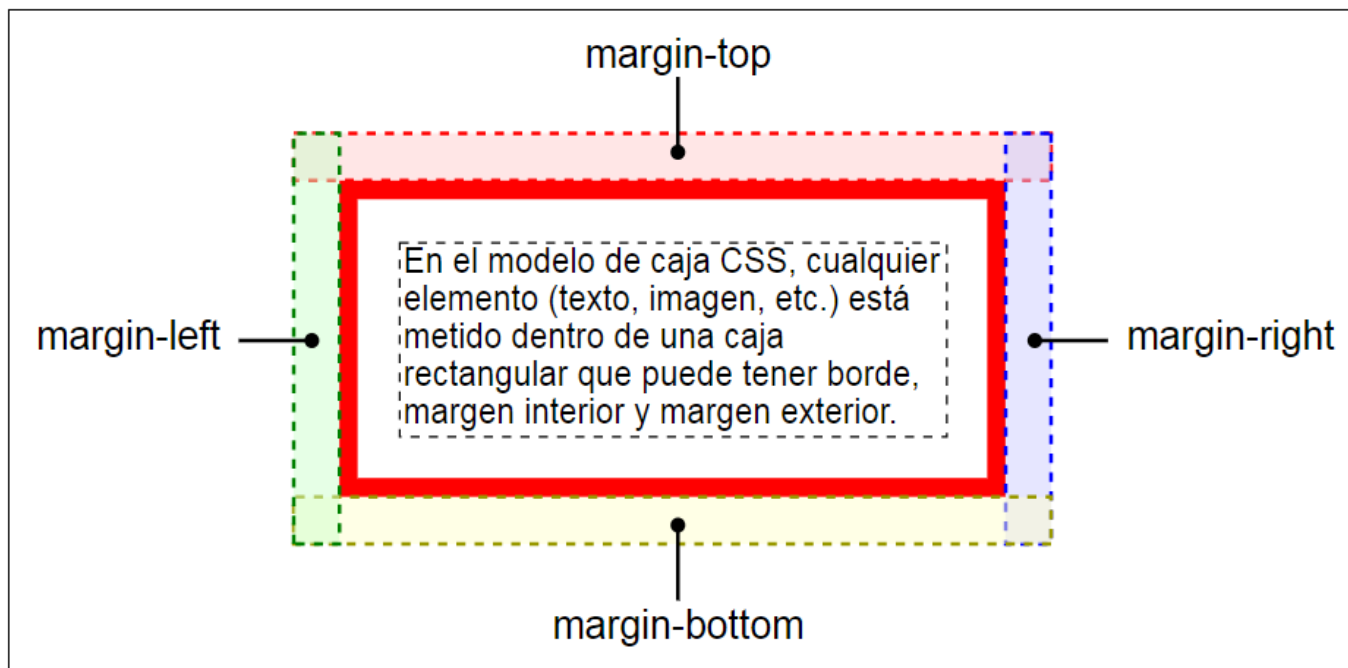 margin-top
En el modelo de caja CSS, cualquier
elemento (texto, imagen, etc.) está
metido dentro de una caja
rectangular que puede tener borde,
margen interior y margen exterior.
margin-left
margin-right
margin-bottom